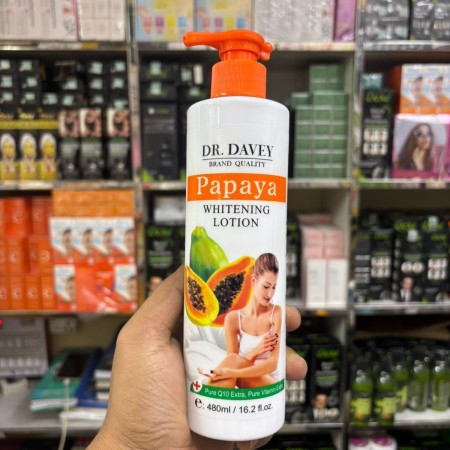 DR. DAVEY
BRAND QUALITY
Papaya
WHITENING
LOTION
Pure Q10 Extra, Pure Vitamin
e: 480ml / 16.2 fl.oz.